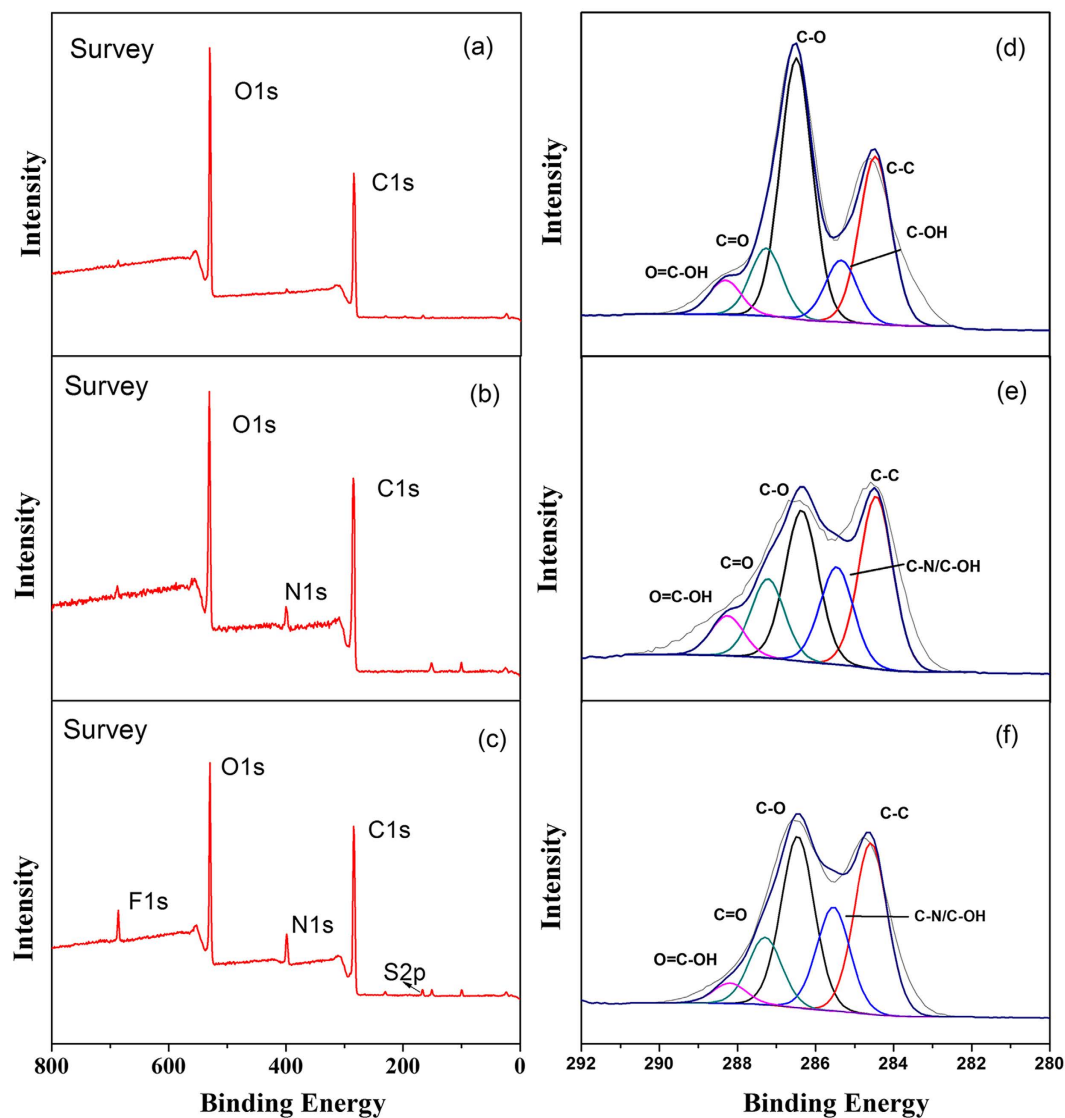 Survey
(a)
O1s
C1s
Intensity
Survey
(b)
O1s
C1s
N1s
Intensity
Survey
(c)
O1s
C1s
F1s
N1s
S2p
Intensity
800
600
400
200
0
Binding Energy
(d)
C-O
C-C
C-OH
C=O
O=C-OH
Intensity
(e)
C-C
C-O
C=O
C-N/C-OH
O=C-OH
Intensity
(f)
C-O
C-C
C=O
C-N/C-OH
O=C-OH
Intensity
292
290
288
286
284
282
280
Binding Energy